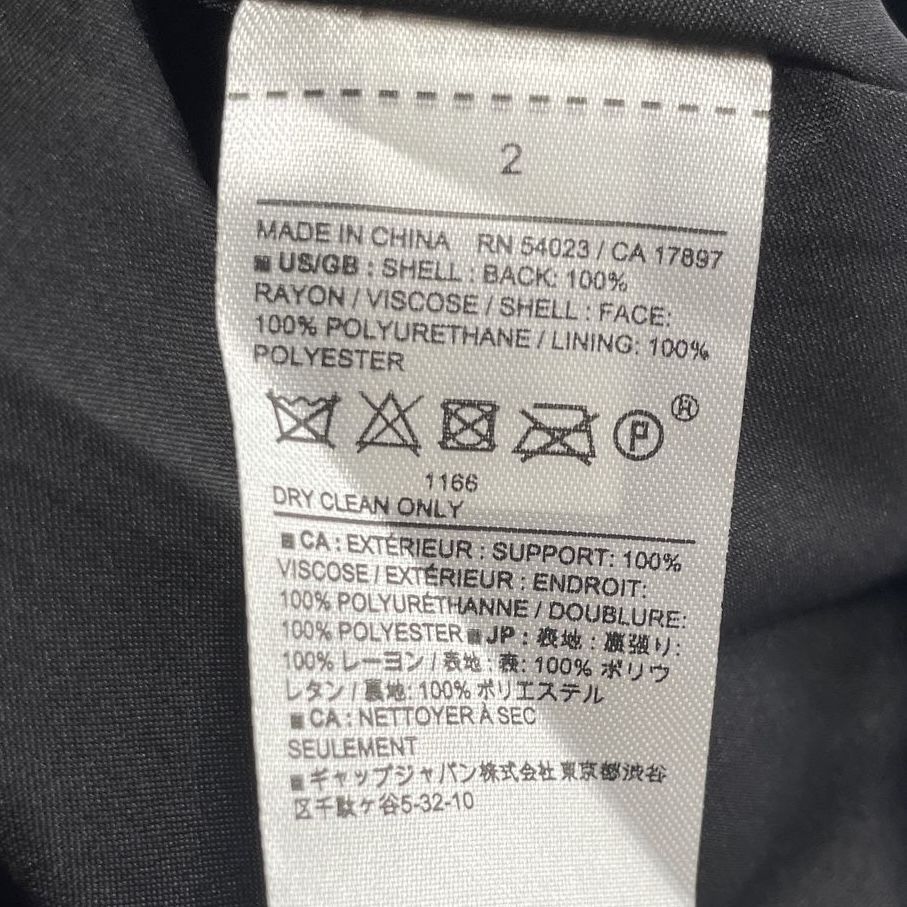 2
MADE IN CHINA RN 54023 / CA 17897
■ US/GB : SHELL : BACK: 100%
RAYON / VISCOSE / SHELL : FACE:
100% POLYURETHANE / LINING: 100%
POLYESTER
P H
1166
DRY CLEAN ONLY
■ CA : EXTÉRIEUR : SUPPORT: 100%
VISCOSE / EXTÉRIEUR : ENDROIT:
100% POLYURÉTHANNE / DOUBLURE:
100% POLYESTER ■ JP :表地 : 裏張り:
100% レーヨン / 表地 : 表: 100% ポリウ
レタン / 裏地: 100% ポリエステル
■ CA : NETTOYER À SEC
SEULEMENT
■ ギャップジャパン株式会社 東京都渋谷
区千駄ケ谷5-32-10